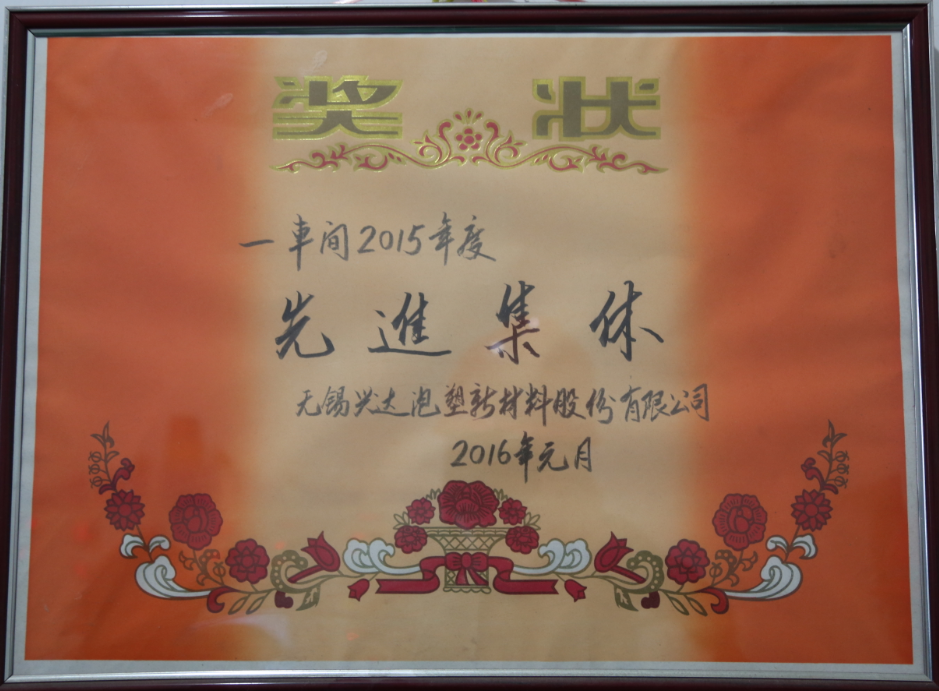 奖状
一車间2015年度
先進集体
无锡兴达泡塑新材料股份有限公司
2016年元月